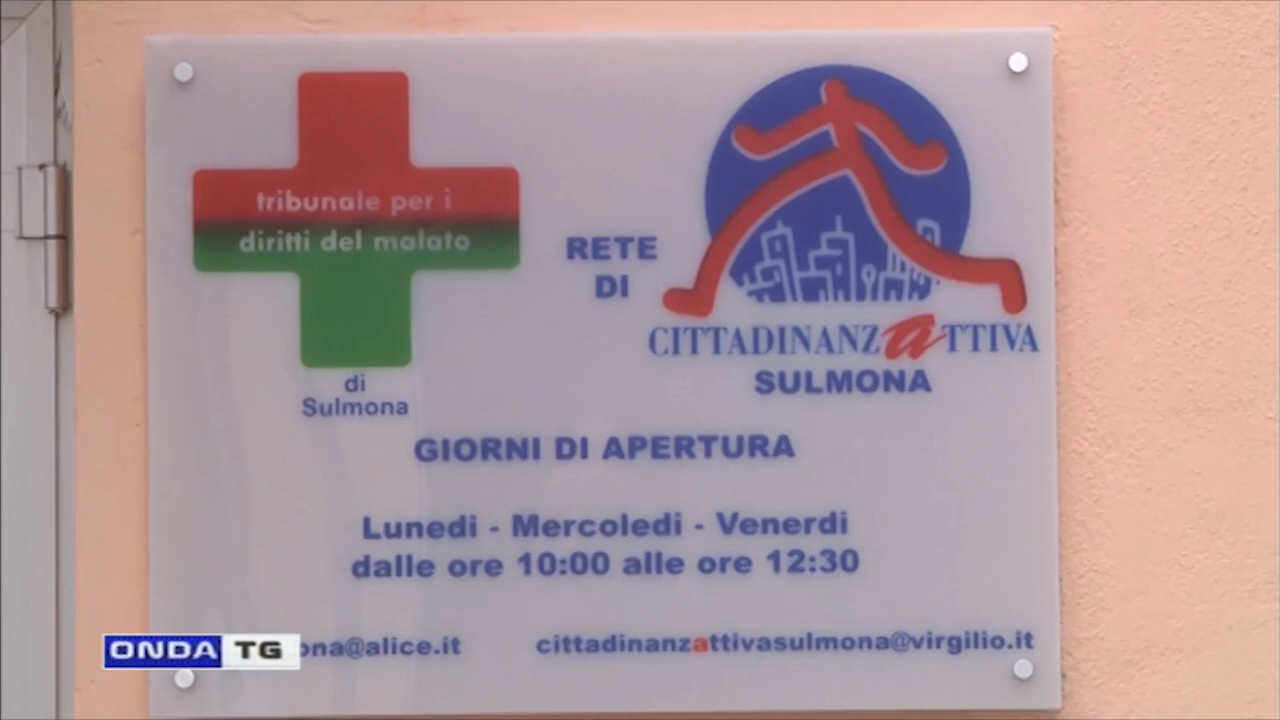 tribunale per i
diritti del malato
di
Sulmona
RETE
DI
CITTADINANZaTTIVA
SULMONA
GIORNI DI APERTURA
Lunedi - Mercoledi - Venerdi
dalle ore 10:00 alle ore 12:30
ona@alice.it
cittadinanzattivasulmona@virgilio.it
ONDA TG